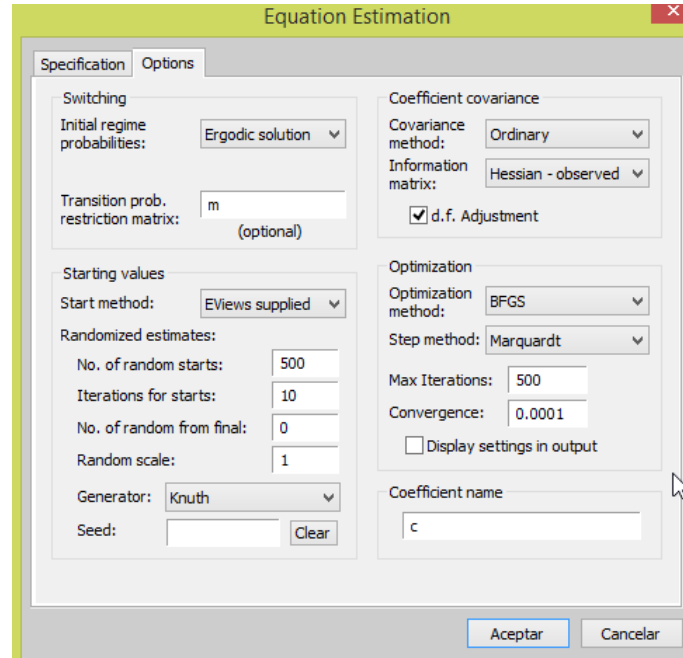 Equation Estimation
Specification
Options
Switching
Initial regime
probabilities:
Ergodic solution
Transition prob.
restriction matrix:
m
(optional)
Starting values
Start method:
EViews supplied
Randomized estimates:
No. of random starts:
500
Iterations for starts:
10
No. of random from final:
0
Random scale:
1
Generator:
Knuth
Seed:
Clear
Coefficient covariance
Covariance
method:
Ordinary
Information
matrix:
Hessian - observed
d.f. Adjustment
Optimization
Optimization
method:
BFGS
Step method:
Marquardt
Max Iterations:
500
Convergence:
0.0001
Display settings in output
Coefficient name
c
Aceptar
Cancelar